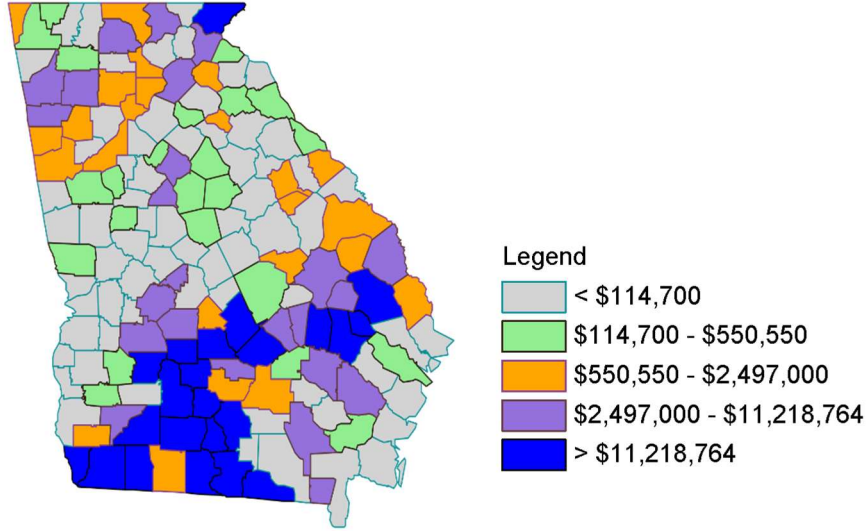 Legend
< $114,700
$114,700 - $550,550
$550,550 - $2,497,000
$2,497,000 - $11,218,764
> $11,218,764